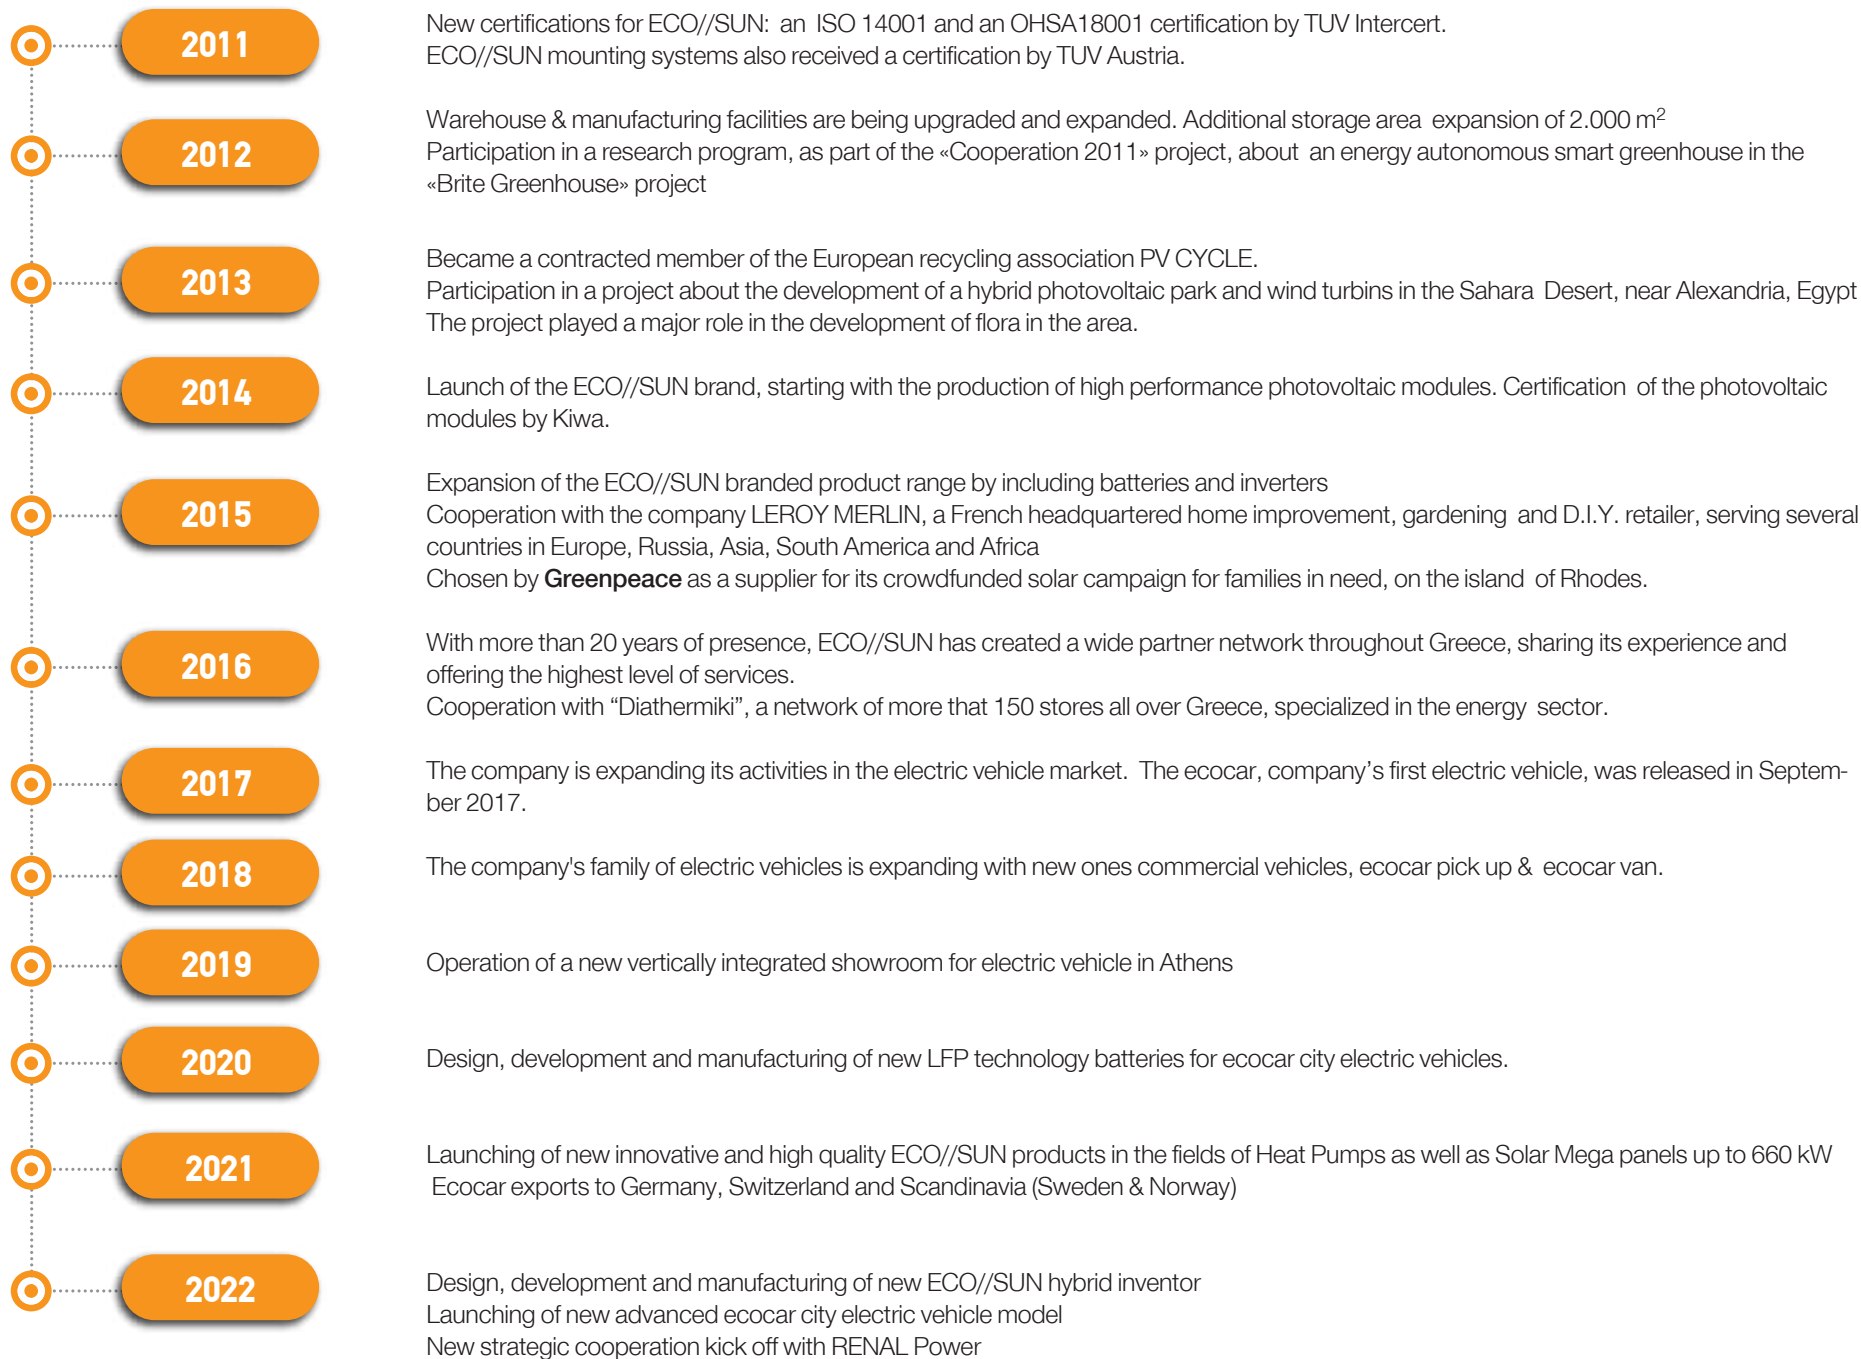 2011
New certifications for ECO//SUN: an ISO 14001 and an OHSA18001 certification by TUV Intercert.
ECO//SUN mounting systems also received a certification by TUV Austria.
2012
Warehouse & manufacturing facilities are being upgraded and expanded. Additional storage area expansion of 2.000 m²
Participation in a research program, as part of the «Cooperation 2011» project, about an energy autonomous smart greenhouse in the
«Brite Greenhouse» project
2013
Became a contracted member of the European recycling association PV CYCLE.
Participation in a project about the development of a hybrid photovoltaic park and wind turbins in the Sahara Desert, near Alexandria, Egypt
The project played a major role in the development of flora in the area.
2014
Launch of the ECO//SUN brand, starting with the production of high performance photovoltaic modules. Certification of the photovoltaic
modules by Kiwa.
2015
Expansion of the ECO//SUN branded product range by including batteries and inverters
Cooperation with the company LEROY MERLIN, a French headquartered home improvement, gardening and D.I.Y. retailer, serving several
countries in Europe, Russia, Asia, South America and Africa
Chosen by Greenpeace as a supplier for its crowdfunded solar campaign for families in need, on the island of Rhodes.
2016
With more than 20 years of presence, ECO//SUN has created a wide partner network throughout Greece, sharing its experience and
offering the highest level of services.
Cooperation with “Diathermiki”, a network of more that 150 stores all over Greece, specialized in the energy sector.
2017
The company is expanding its activities in the electric vehicle market. The ecocar, company’s first electric vehicle, was released in Septem-
ber 2017.
2018
The company's family of electric vehicles is expanding with new ones commercial vehicles, ecocar pick up & ecocar van.
2019
Operation of a new vertically integrated showroom for electric vehicle in Athens
2020
Design, development and manufacturing of new LFP technology batteries for ecocar city electric vehicles.
2021
Launching of new innovative and high quality ECO//SUN products in the fields of Heat Pumps as well as Solar Mega panels up to 660 kW
Ecocar exports to Germany, Switzerland and Scandinavia (Sweden & Norway)
2022
Design, development and manufacturing of new ECO//SUN hybrid inventor
Launching of new advanced ecocar city electric vehicle model
New strategic cooperation kick off with RENAL Power